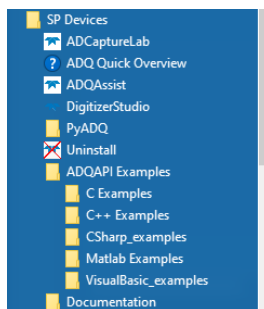 SP Devices
ADCaptureLab
ADQ Quick Overview
ADQAssist
DigitizerStudio
PyADQ
Uninstall
ADQAPI Examples
C Examples
C++ Examples
CSharp_examples
Matlab Examples
VisualBasic_examples
Documentation